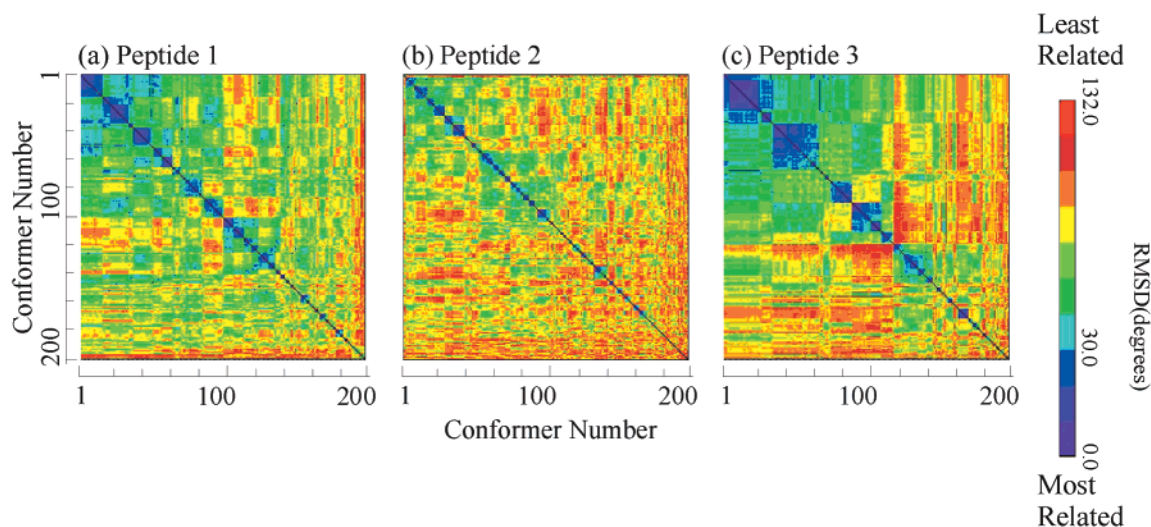 (a) Peptide 1
(b) Peptide 2
(c) Peptide 3
Least
Related
Conformer Number
1
100
200
1
100
200
1
100
200
1
100
200
Conformer Number
132.0
30.0
0.0
RMSD(degrees)
Most
Related